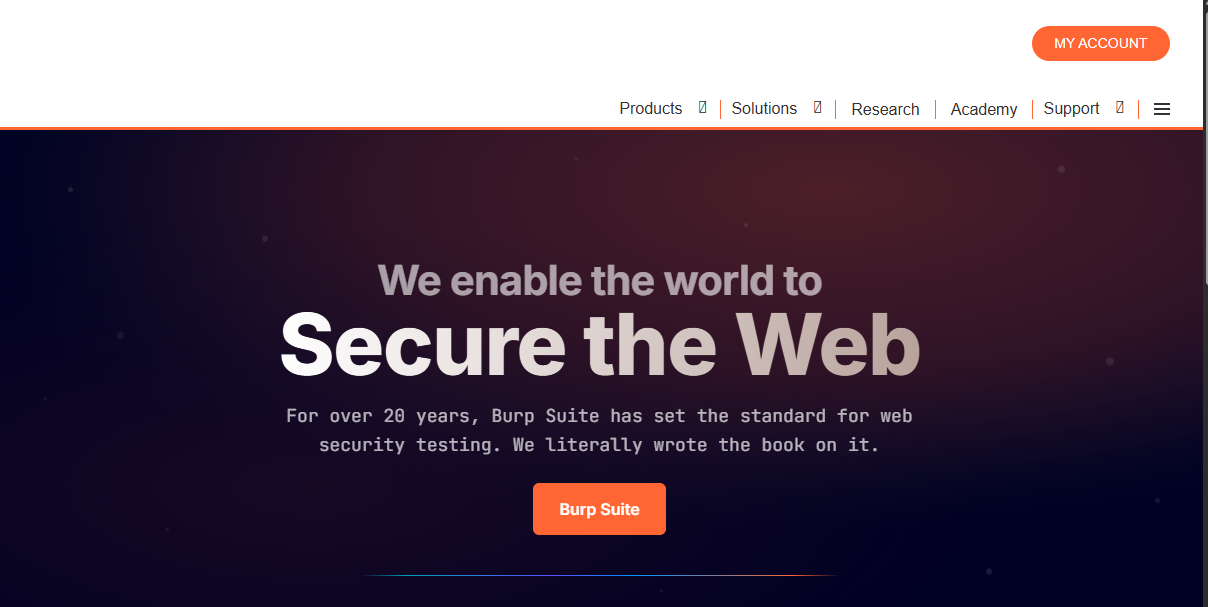 MY ACCOUNT
Products
Solutions
Research
Academy
Support
We enable the world to
Secure the Web
For over 20 years, Burp Suite has set the standard for web
security testing. We literally wrote the book on it.
Burp Suite